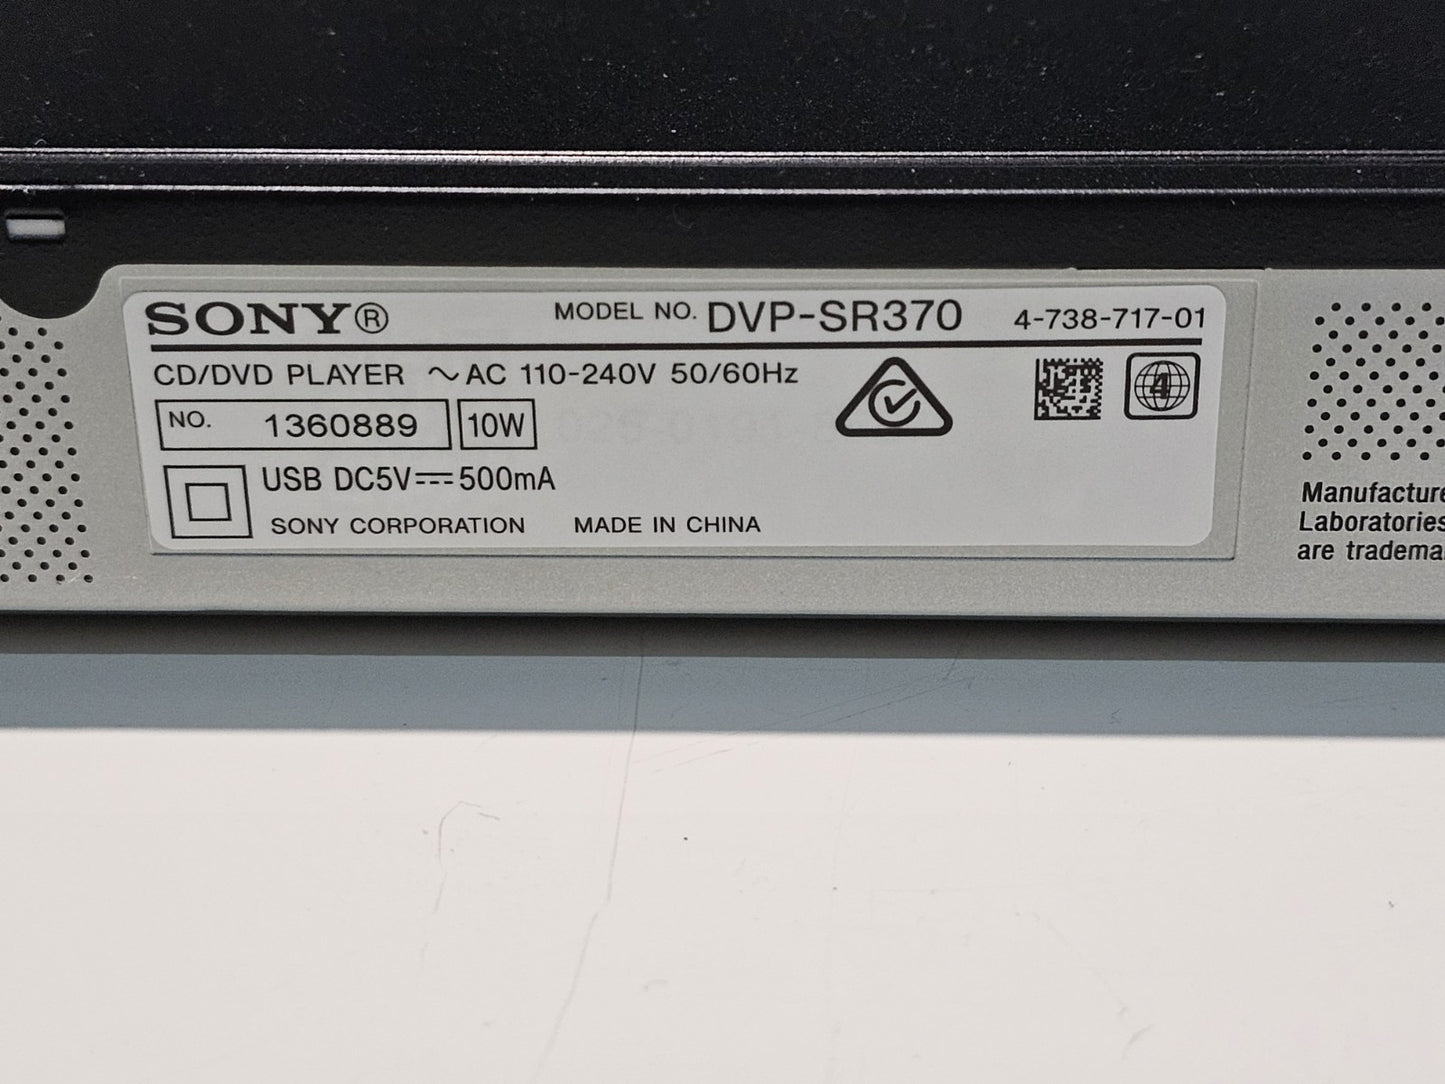 SONY® MODEL NO. DVP-SR370 4-738-717-01
CD/DVD PLAYER ～AC 110-240V 50/60Hz
NO. 1360889 10W
4
USB DC5V⎓500mA
SONY CORPORATION MADE IN CHINA
Manufacture
Laboratories
are tradema